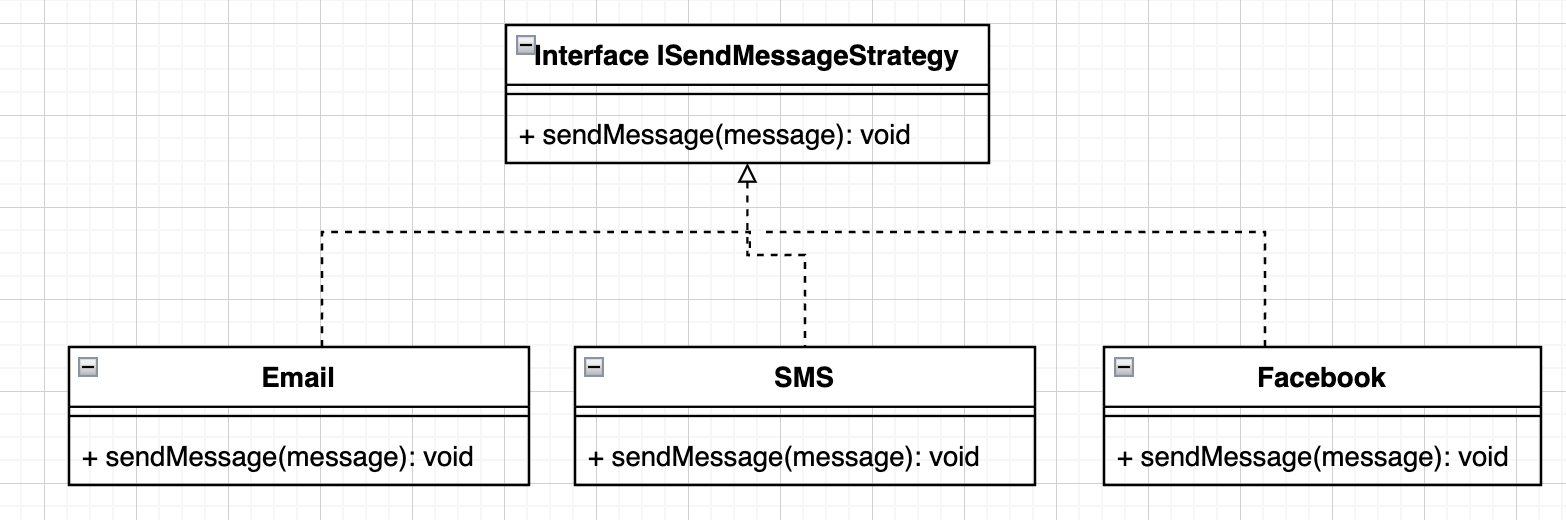 Interface ISendMessageStrategy
+ sendMessage(message): void
Email
+ sendMessage(message): void
SMS
+ sendMessage(message): void
Facebook
+ sendMessage(message): void